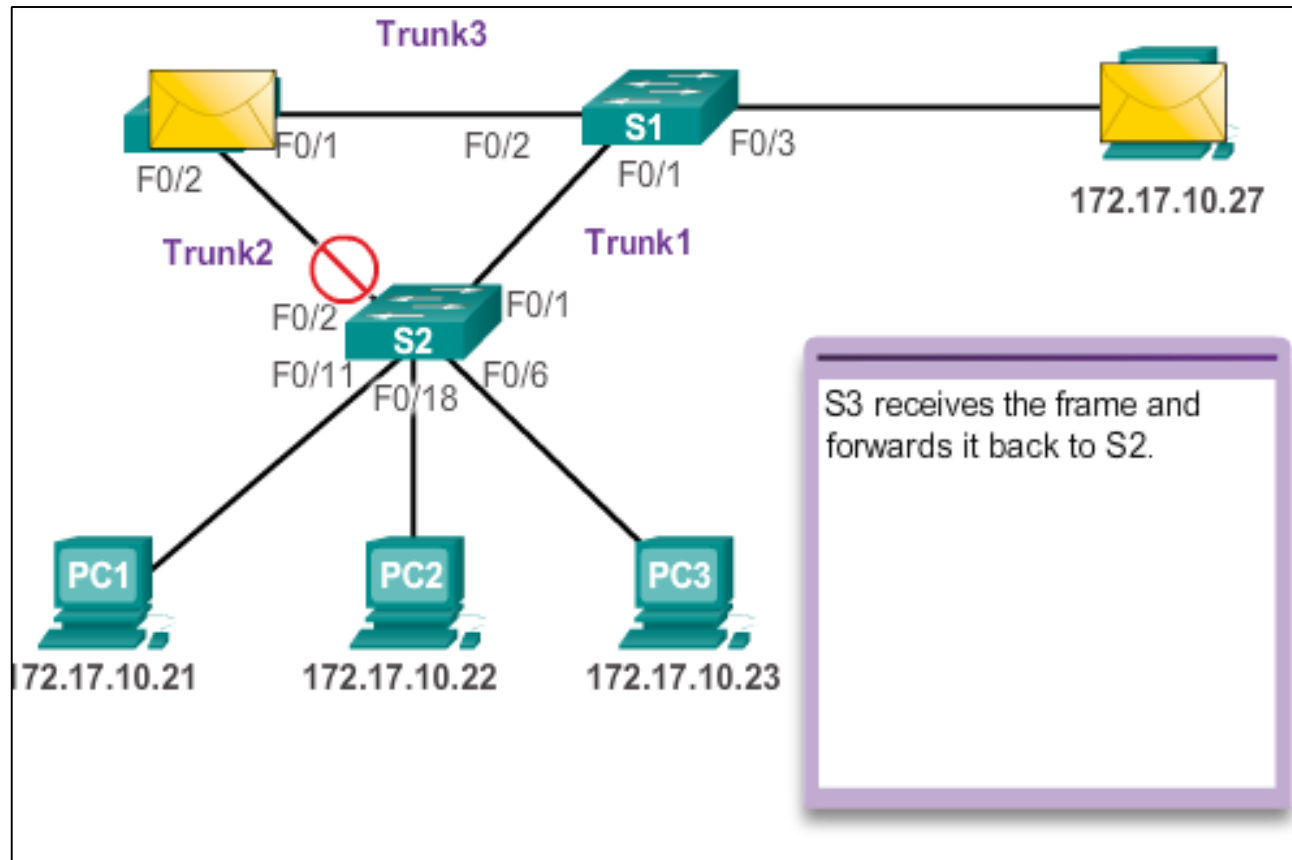 Trunk3
S1
F0/1
F0/2
F0/3
F0/2
F0/1
172.17.10.27
Trunk2
Trunk1
F0/2
F0/1
S2
F0/11
F0/18
F0/6
S3 receives the frame and
forwards it back to S2.
PC1
PC2
PC3
172.17.10.21
172.17.10.22
172.17.10.23